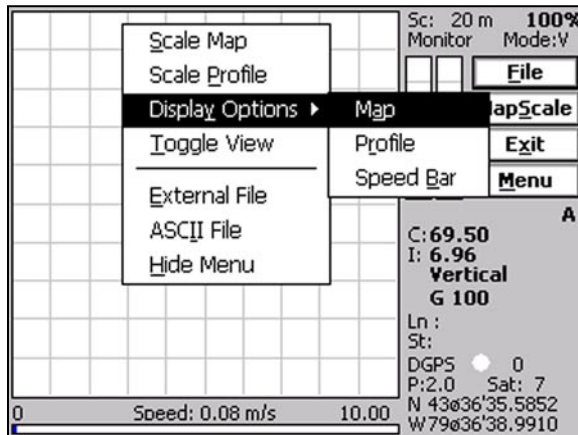 Scale Map
Scale Profile
Display Options
Toggle View
External File
ASCII File
Hide Menu
Map
Profile
Speed Bar
Sc: 20 m 100%
Monitor Mode:V
File
apScale
Exit
Menu
A
C:69.50
I: 6.96
Vertical
G 100
Ln :
St:
DGPS 0
P:2.0 Sat: 7
N 43ø36'35.5852
W79ø36'38.9910
0 Speed: 0.08 m/s 10.00